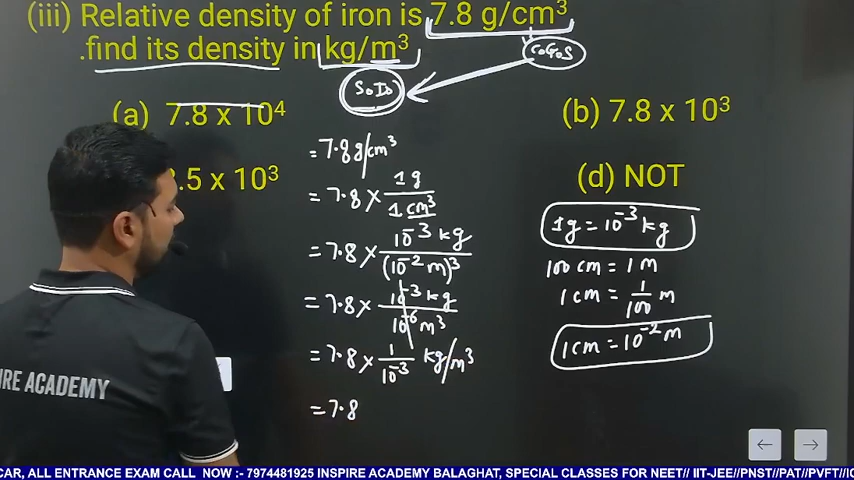 (iii) Relative density of iron is 7.8 g/cm³
.find its density in kg/m³
C.G.S
S.I.
(a) 7.8 x 10⁴
(b) 7.8 x 10³
.5 x 10³
(d) NOT
= 7.8 g/cm³
= 7.8 × 1g / 1 cm³
= 7.8 × 10⁻³ kg / (10⁻² m)³
= 7.8 × 10⁻³ kg / 10⁻⁶ m³
= 7.8 × 1 / 10⁻³ kg/m³
= 7.8
1g = 10⁻³ kg
100 cm = 1 m
1 cm = 1/100 m
1 cm = 10⁻² m
IRE ACADEMY
CAR, ALL ENTRANCE EXAM CALL NOW :- 7974481925 INSPIRE ACADEMY BALAGHAT, SPECIAL CLASSES FOR NEET// IIT-JEE//PNST//PAT//PVFT//IC